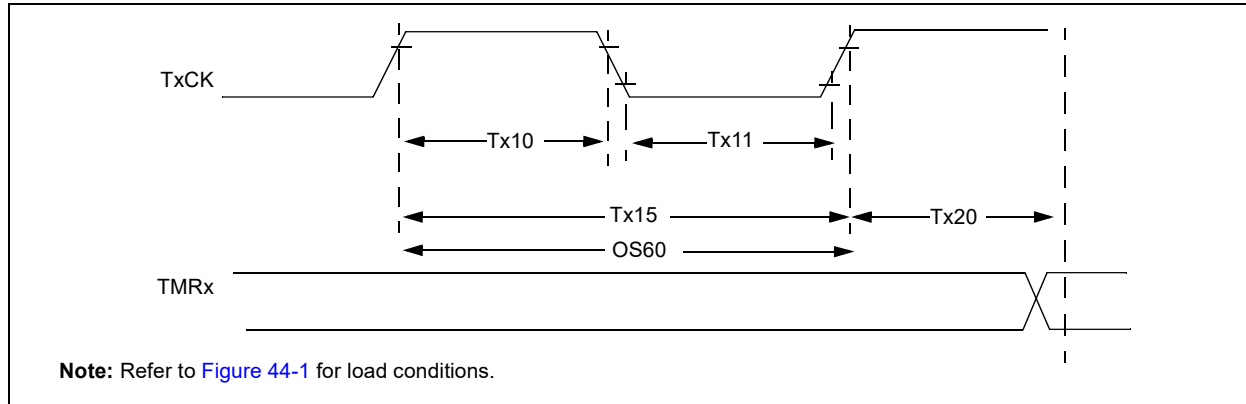 TxCK
Tx10
Tx11
Tx15
Tx20
OS60
TMRx
Note: Refer to Figure 44-1 for load conditions.